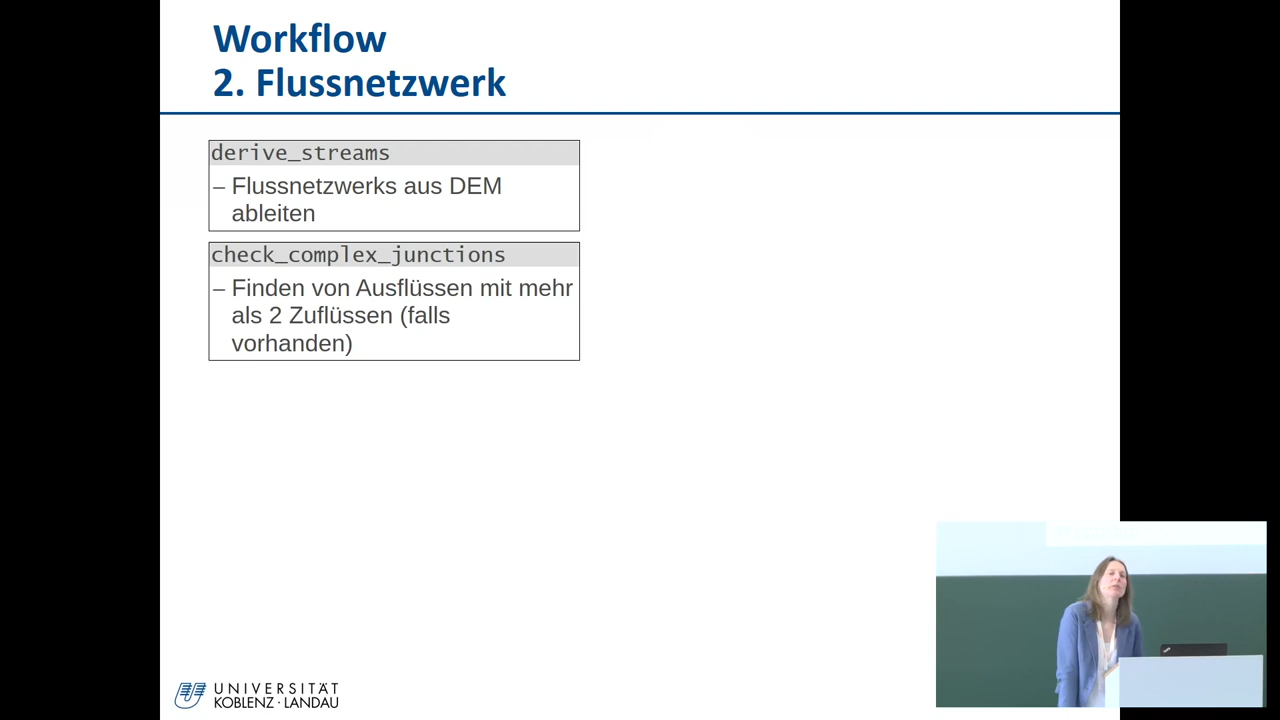 Workflow
2. Flussnetzwerk
derive_streams
– Flussnetzwerks aus DEM
ableiten
check_complex_junctions
– Finden von Ausflüssen mit mehr
als 2 Zuflüssen (falls
vorhanden)
UNIVERSITÄT
KOBLENZ · LANDAU